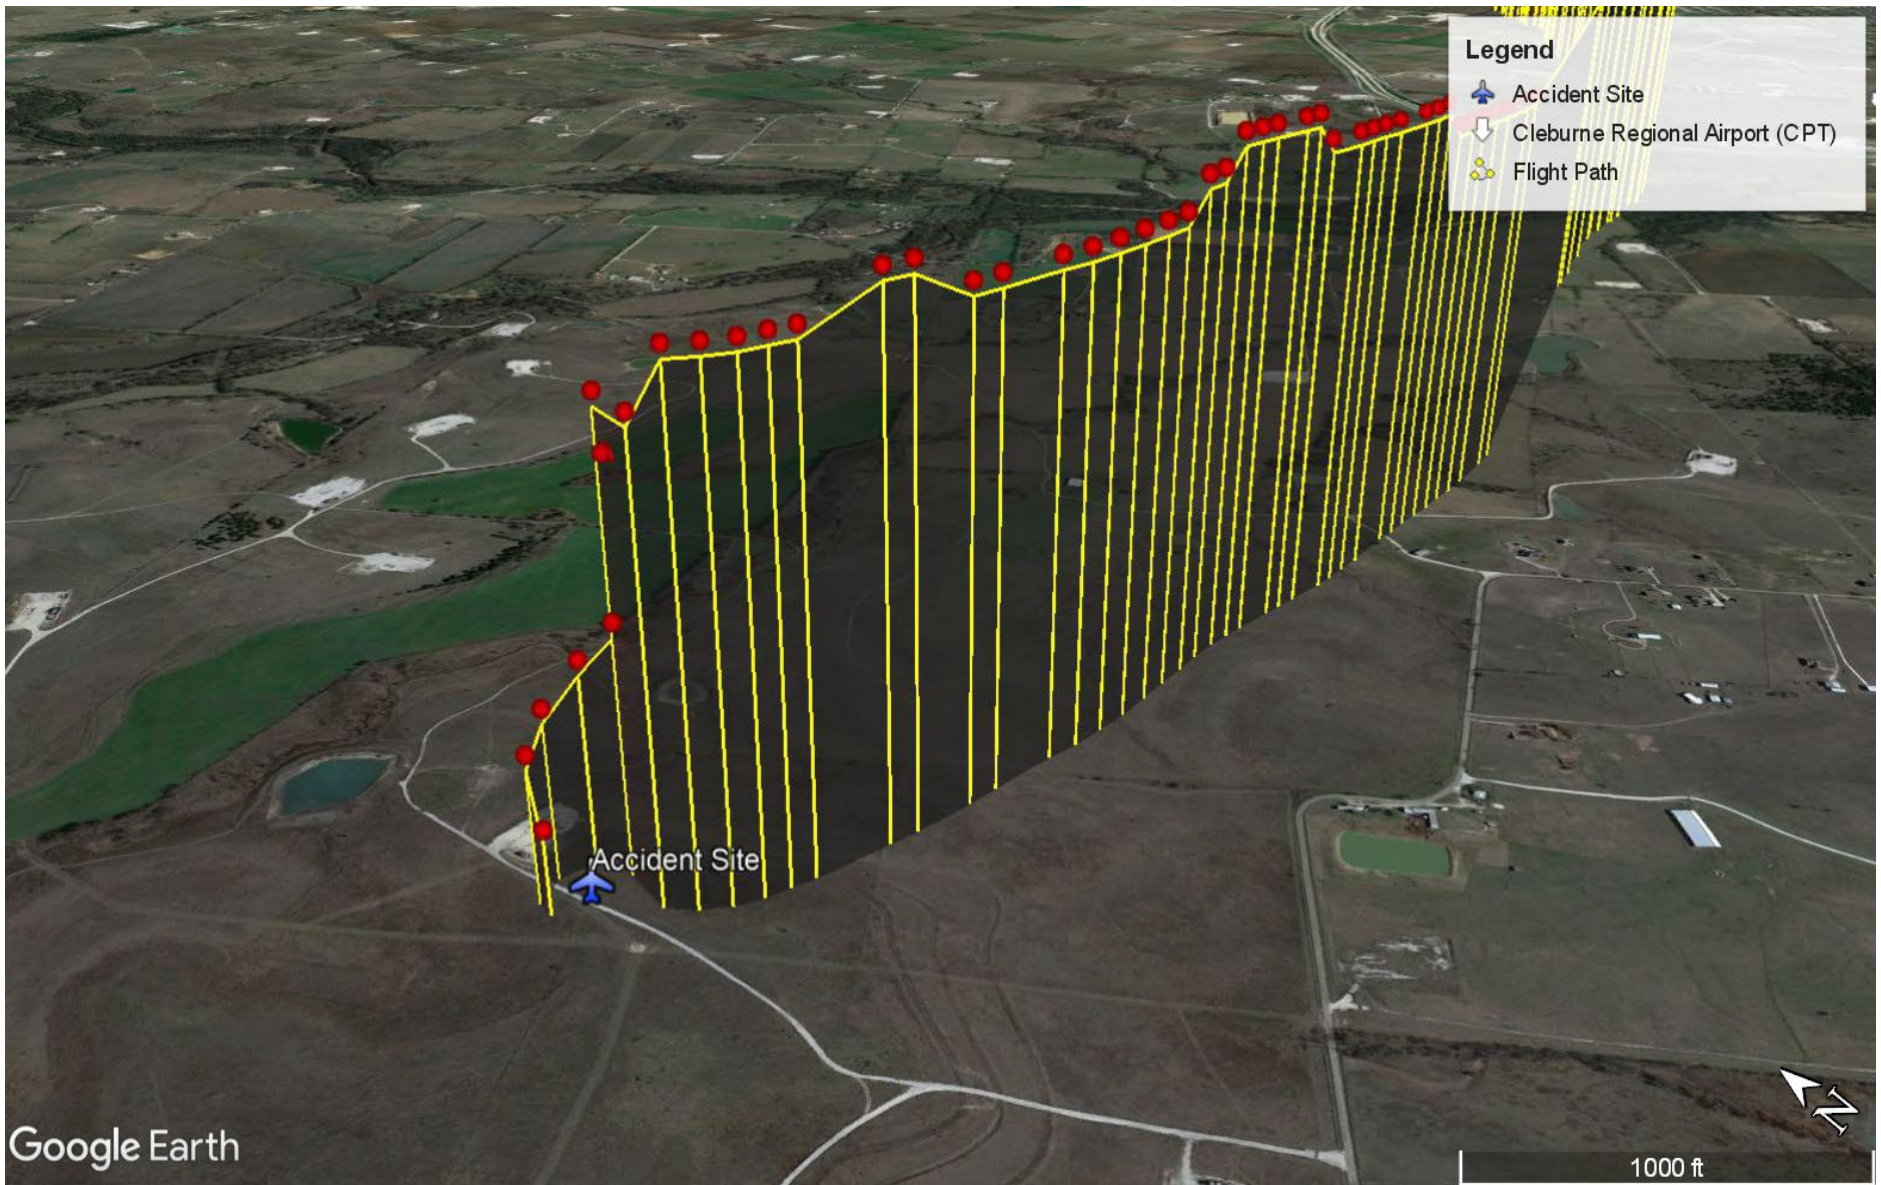 Legend
Accident Site
Cleburne Regional Airport (CPT)
Flight Path
Accident Site
N
Google Earth
1000 ft